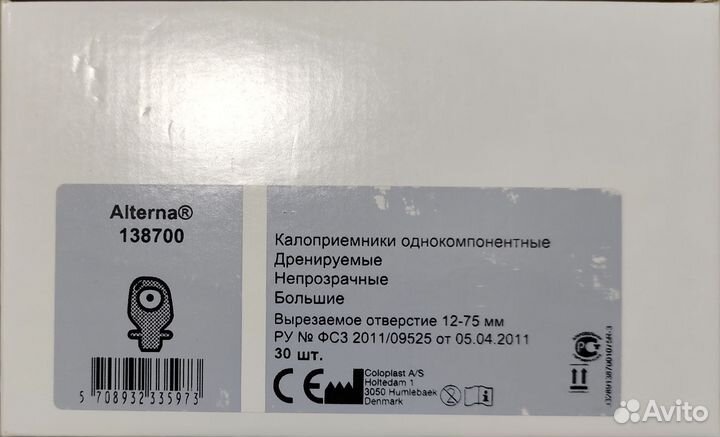 Alterna®
138700
Калоприемники однокомпонентные
Дренируемые
Непрозрачные
Большие
Вырезаемое отверстие 12-75 мм
РУ № ФСЗ 2011/09525 от 05.04.2011
30 шт.
CE
Coloplast A/S
Holtedam 1
3050 Humlebaek
Denmark
5 708932 335973
Avito